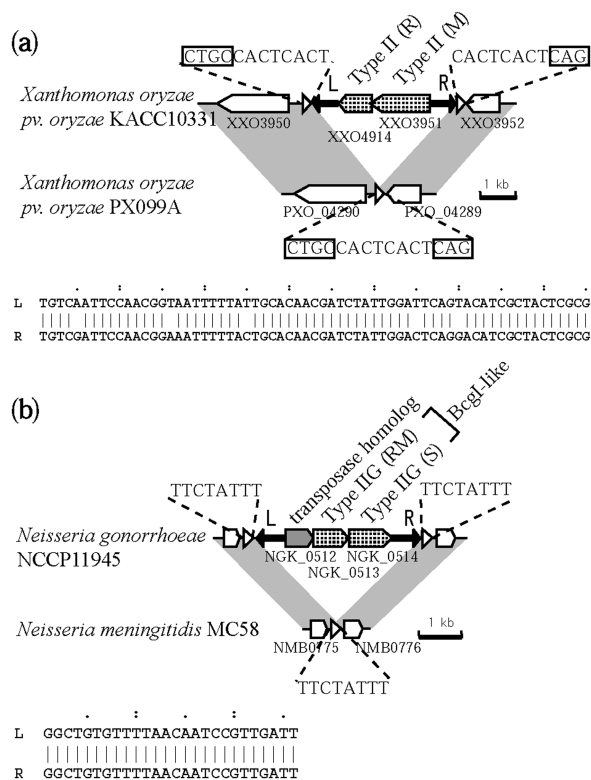 (a)
CTGCCACTCACT
L
Type II (R)
Type II (M)
R
CACTCACTCAG
Xanthomonas oryzae
pv. oryzae KACC10331
XXO3950
XXO4914
XXO3951
XXO3952
Xanthomonas oryzae
pv. oryzae PX099A
PXO_04290
PXO_04289
1 kb
CTGCCACTCACTCAG
L TGTCAATTCCAACGGTAATTTTTATTGCACAACGATCTATTGGATTCAGTACATCGCTACTCGCG
R TGTCGATTCCAACGGAAATTTTTACTGCACAACGATCTATTGGACTCAGGACATCGCTACTCGCG
(b)
transposase homolog
Type IIG (RM)
Type IIG (S)
BcgI-like
TTCTATTT
L
R
TTCTATTT
Neisseria gonorrhoeae
NCCP11945
NGK_0512
NGK_0513
NGK_0514
Neisseria meningitidis MC58
NMB0775
NMB0776
1 kb
TTCTATTT
L GGCTGTGTTTTAACAATCCGTTGATT
R GGCTGTGTTTTAACAATCCGTTGATT